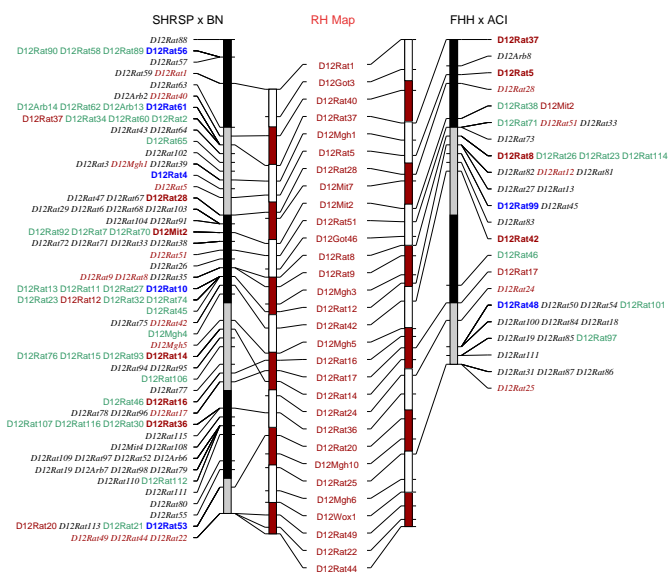 SHRSP x BN
RH Map
FHH x ACI
D12Rat88
D12Rat90 D12Rat58 D12Rat89 D12Rat56
D12Rat57
D12Rat59 D12Rat1
D12Rat63
D12Arb2 D12Rat40
D12Arb14 D12Rat62 D12Arb13 D12Rat61
D12Rat37 D12Rat34 D12Rat60 D12Rat2
D12Rat43 D12Rat64
D12Rat65
D12Rat102
D12Rat3 D12Mgh1 D12Rat39
D12Rat4
D12Rat5
D12Rat47 D12Rat67 D12Rat28
D12Rat29 D12Rat6 D12Rat68 D12Rat103
D12Rat104 D12Rat91
D12Rat92 D12Rat7 D12Rat70 D12Mit2
D12Rat72 D12Rat71 D12Rat33 D12Rat38
D12Rat51
D12Rat26
D12Rat9 D12Rat8 D12Rat35
D12Rat13 D12Rat11 D12Rat27 D12Rat10
D12Rat23 D12Rat12 D12Rat32 D12Rat74
D12Rat45
D12Rat75 D12Rat42
D12Mgh4
D12Mgh5
D12Rat76 D12Rat15 D12Rat93 D12Rat14
D12Rat94 D12Rat95
D12Rat106
D12Rat77
D12Rat46 D12Rat16
D12Rat78 D12Rat96 D12Rat17
D12Rat107 D12Rat116 D12Rat30 D12Rat36
D12Rat115
D12Mit4 D12Rat108
D12Rat109 D12Rat97 D12Rat52 D12Arb6
D12Rat19 D12Arb7 D12Rat98 D12Rat79
D12Rat110 D12Rat112
D12Rat111
D12Rat80
D12Rat55
D12Rat20 D12Rat113 D12Rat21 D12Rat53
D12Rat49 D12Rat44 D12Rat22
D12Rat1
D12Got3
D12Rat40
D12Rat37
D12Mgh1
D12Rat5
D12Rat28
D12Mit7
D12Mit2
D12Rat51
D12Got46
D12Rat8
D12Rat9
D12Mgh3
D12Rat12
D12Rat42
D12Mgh5
D12Rat16
D12Rat17
D12Rat14
D12Rat24
D12Rat36
D12Rat20
D12Mgh10
D12Rat25
D12Mgh6
D12Wox1
D12Rat49
D12Rat22
D12Rat44
D12Rat37
D12Arb8
D12Rat5
D12Rat28
D12Rat38 D12Mit2
D12Rat71 D12Rat51 D12Rat33
D12Rat73
D12Rat8 D12Rat26 D12Rat23 D12Rat114
D12Rat82 D12Rat12 D12Rat81
D12Rat27 D12Rat13
D12Rat99 D12Rat45
D12Rat83
D12Rat42
D12Rat46
D12Rat17
D12Rat24
D12Rat48 D12Rat50 D12Rat54 D12Rat101
D12Rat100 D12Rat84 D12Rat18
D12Rat19 D12Rat85 D12Rat97
D12Rat111
D12Rat31 D12Rat87 D12Rat86
D12Rat25